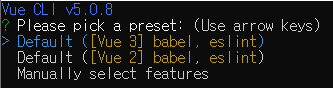 Vue CLI v5.0.8
? Please pick a preset: (Use arrow keys)
> Default ([Vue 3] babel, eslint)
Default ([Vue 2] babel, eslint)
Manually select features